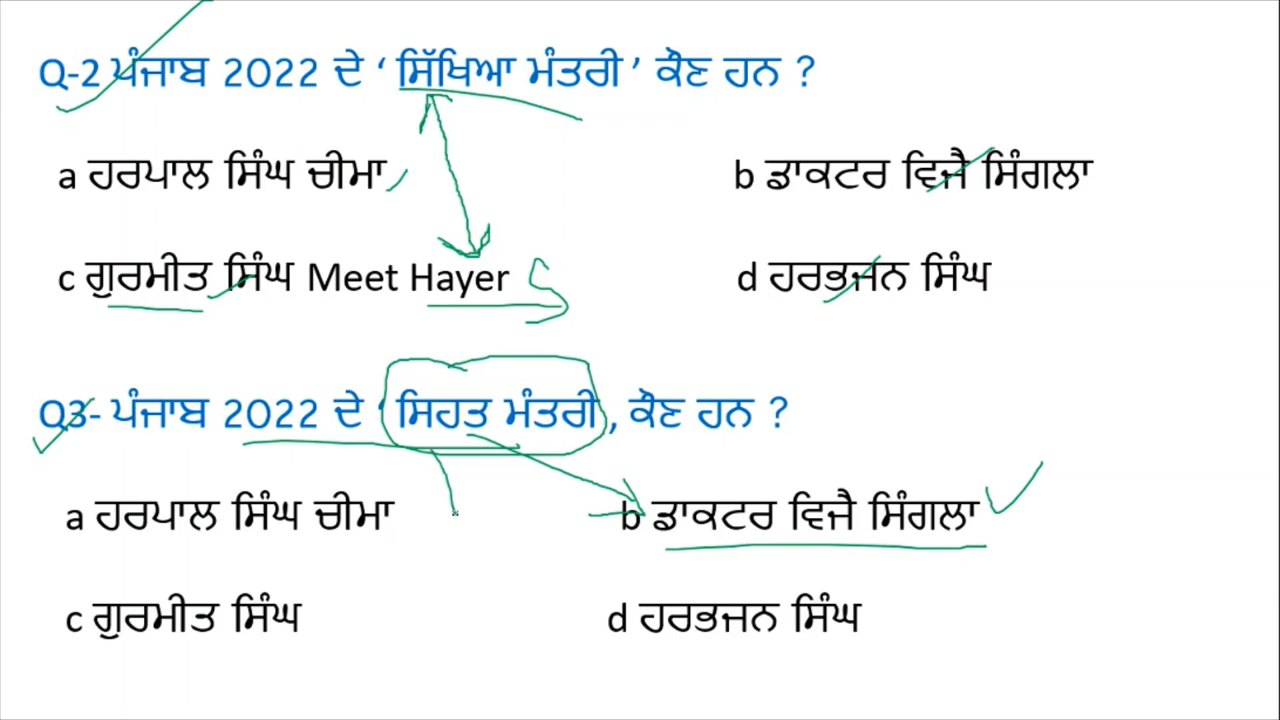 Q-2 ਪੰਜਾਬ 2022 ਦੇ ‘ ਸਿੱਖਿਆ ਮੰਤਰੀ ’ ਕੌਣ ਹਨ ?
a ਹਰਪਾਲ ਸਿੰਘ ਚੀਮਾ b ਡਾਕਟਰ ਵਿਜੈ ਸਿੰਗਲਾ
c ਗੁਰਮੀਤ ਸਿੰਘ Meet Hayer d ਹਰਭਜਨ ਸਿੰਘ
Q3- ਪੰਜਾਬ 2022 ਦੇ ‘ ਸਿਹਤ ਮੰਤਰੀ , ਕੌਣ ਹਨ ?
a ਹਰਪਾਲ ਸਿੰਘ ਚੀਮਾ b ਡਾਕਟਰ ਵਿਜੈ ਸਿੰਗਲਾ
c ਗੁਰਮੀਤ ਸਿੰਘ d ਹਰਭਜਨ ਸਿੰਘ